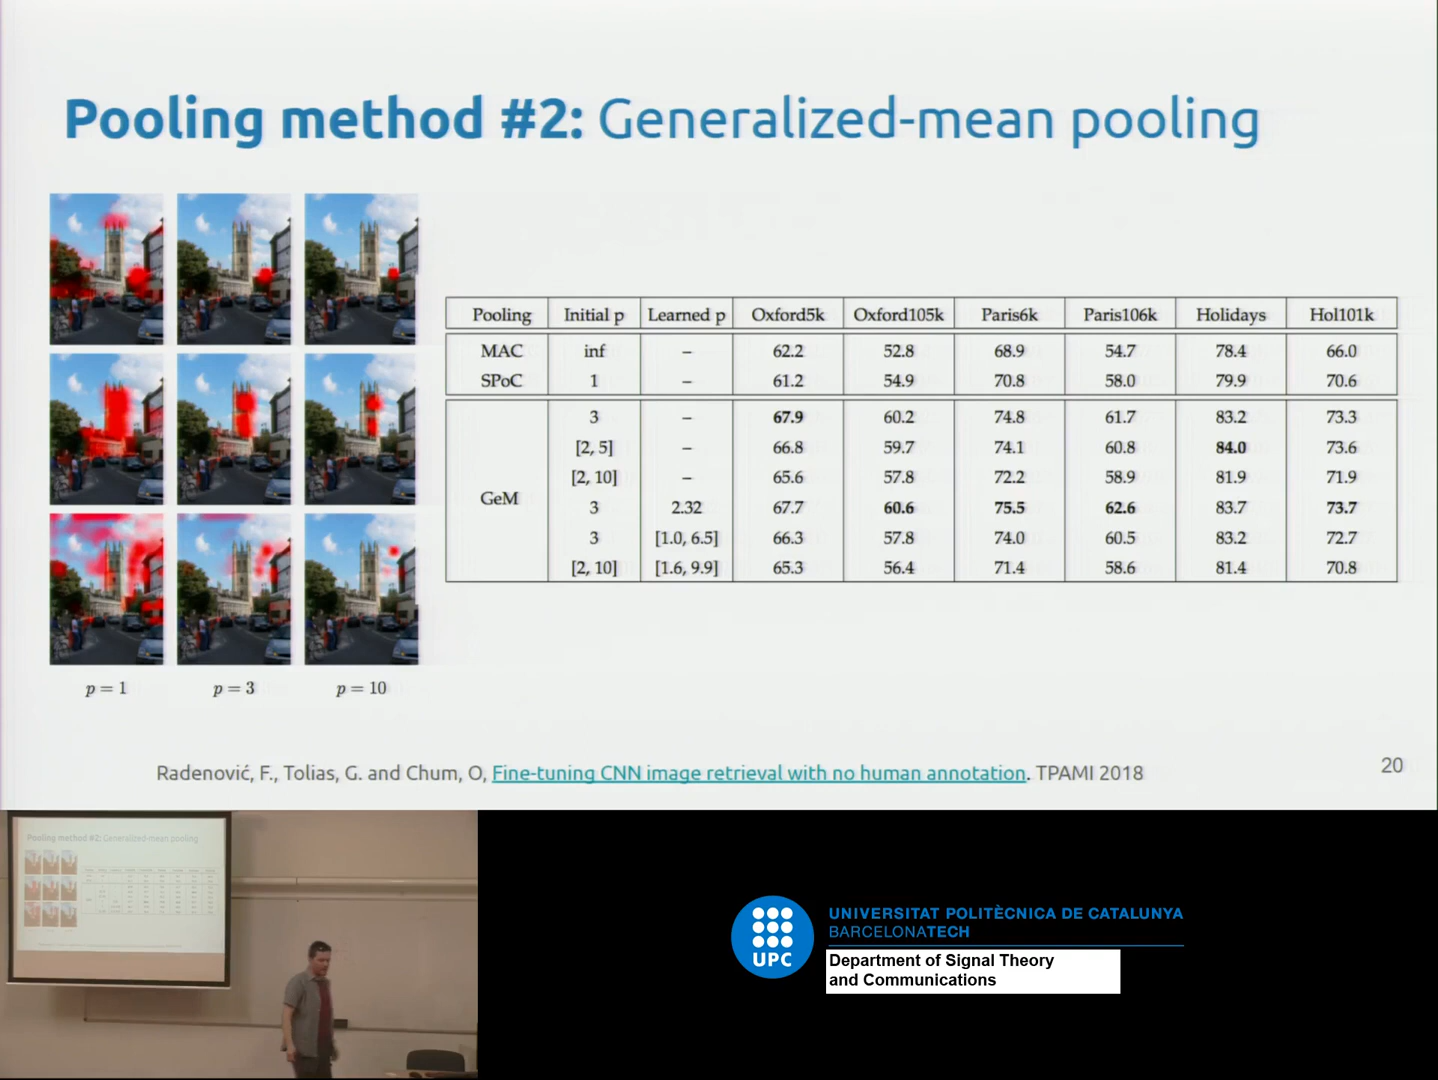 Pooling method #2: Generalized-mean pooling
p = 1 p = 3 p = 10
Pooling Initial p Learned p Oxford5k Oxford105k Paris6k Paris106k Holidays Hol101k
MAC inf – 62.2 52.8 68.9 54.7 78.4 66.0
SPoC 1 – 61.2 54.9 70.8 58.0 79.9 70.6
GeM
3 – 67.9 60.2 74.8 61.7 83.2 73.3
[2, 5] – 66.8 59.7 74.1 60.8 84.0 73.6
[2, 10] – 65.6 57.8 72.2 58.9 81.9 71.9
3 2.32 67.7 60.6 75.5 62.6 83.7 73.7
3 [1.0, 6.5] 66.3 57.8 74.0 60.5 83.2 72.7
[2, 10] [1.6, 9.9] 65.3 56.4 71.4 58.6 81.4 70.8
Radenović, F., Tolias, G. and Chum, O, Fine-tuning CNN image retrieval with no human annotation. TPAMI 2018
20
Pooling method #2: Generalized-mean pooling
UPC
UNIVERSITAT POLITÈCNICA DE CATALUNYA
BARCELONATECH
Department of Signal Theory
and Communications